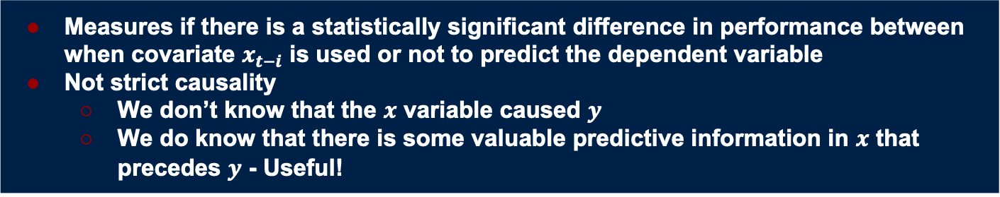 ● Measures if there is a statistically significant difference in performance between
when covariate 𝒙ₜ₋ᵢ is used or not to predict the dependent variable
● Not strict causality
○ We don’t know that the 𝒙 variable caused 𝒚
○ We do know that there is some valuable predictive information in 𝒙 that
precedes 𝒚 - Useful!